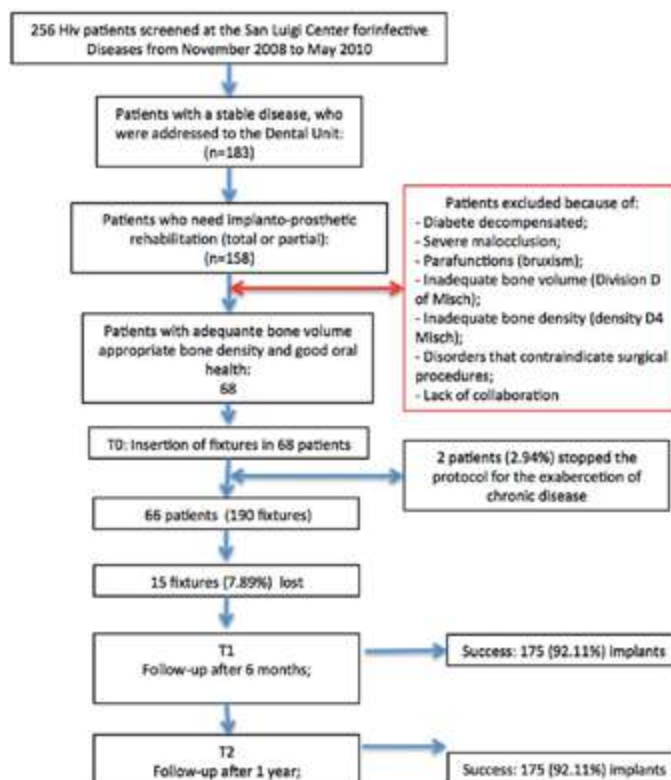 256 Hiv patients screened at the San Luigi Center forInfective
Diseases from November 2008 to May 2010
Patients with a stable disease, who
were addressed to the Dental Unit:
(n=183)
Patients who need implanto-prosthetic
rehabilitation (total or partial):
(n=158)
Patients excluded because of:
- Diabete decompensated;
- Severe malocclusion;
- Parafunctions (bruxism);
- Inadequate bone volume (Division D
of Misch);
- Inadequate bone density (density D4
Misch);
- Disorders that contraindicate surgical
procedures;
- Lack of collaboration
Patients with adequante bone volume
appropriate bone density and good oral
health:
68
T0: Insertion of fixtures in 68 patients
2 patients (2.94%) stopped the
protocol for the exabercetion of
chronic disease
66 patients (190 fixtures)
15 fixtures (7.89%) lost
T1
Follow-up after 6 months;
Success: 175 (92.11%) implants
T2
Follow-up after 1 year;
Success: 175 (92.11%) implants